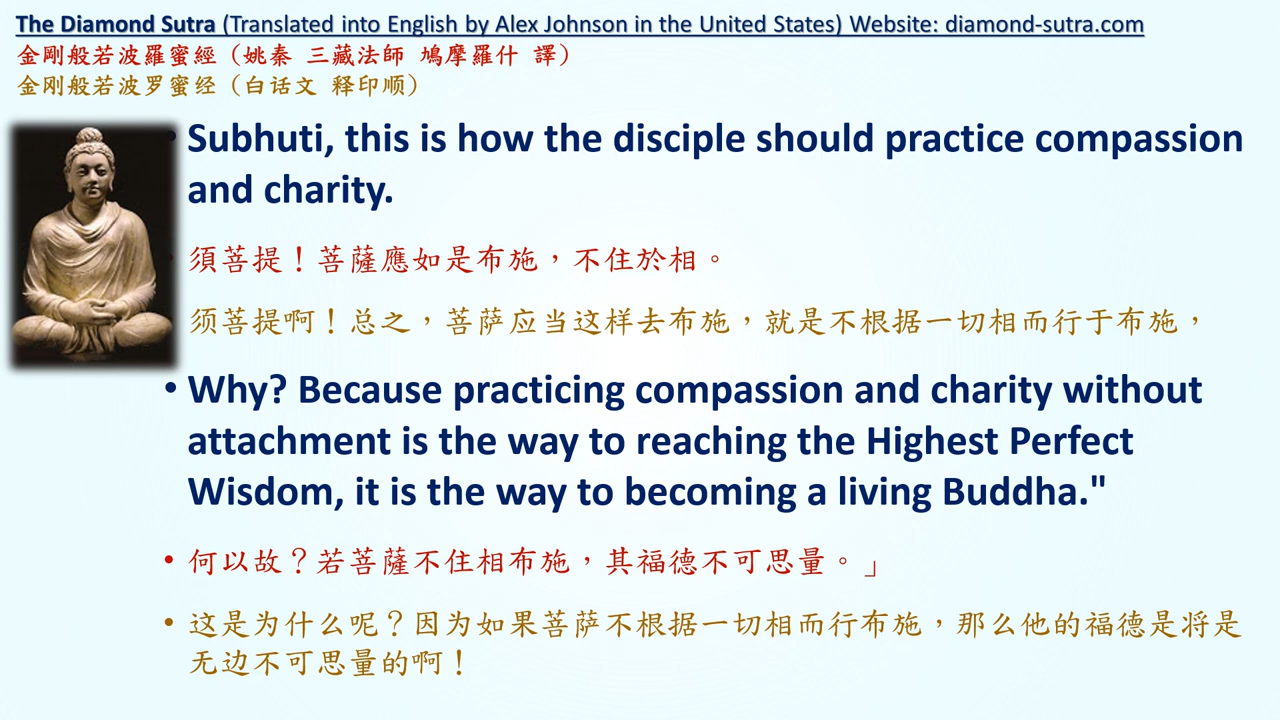 The Diamond Sutra (Translated into English by Alex Johnson in the United States) Website: diamond-sutra.com
金剛般若波羅蜜經（姚秦 三藏法師 鳩摩羅什 譯）
金刚般若波罗蜜经（白话文 释印顺）
• Subhuti, this is how the disciple should practice compassion
and charity.
須菩提！菩薩應如是布施，不住於相。
须菩提啊！总之，菩萨应当这样去布施，就是不根据一切相而行于布施，
• Why? Because practicing compassion and charity without
attachment is the way to reaching the Highest Perfect
Wisdom, it is the way to becoming a living Buddha."
• 何以故？若菩薩不住相布施，其福德不可思量。」
• 这是为什么呢？因为如果菩萨不根据一切相而行布施，那么他的福德是将是
无边不可思量的啊！